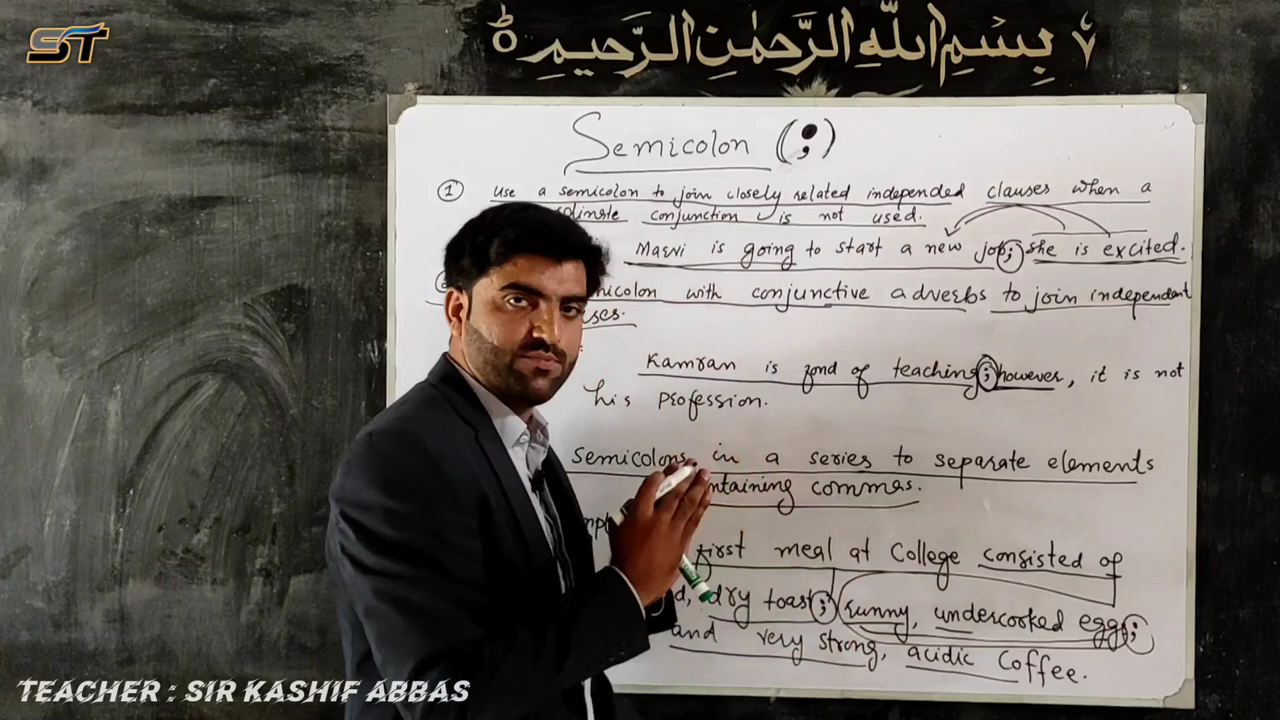 ST
بِسْمِ اللّٰهِ الرَّحْمٰنِ الرَّحِيمِ
Semicolon (;)
① use a semicolon to join closely related independed clauses when a
conjunction is not used.
is going to start a new job; she is excited.
with conjunctive adverbs to join independent
Kamran is fond of teaching; however, it is not
his profession.
Semicolons in a series to separate elements
commas.
first meal at College consisted of
dry toast; runny, undercooked eggs;
and very strong, acidic Coffee.
TEACHER : SIR KASHIF ABBAS